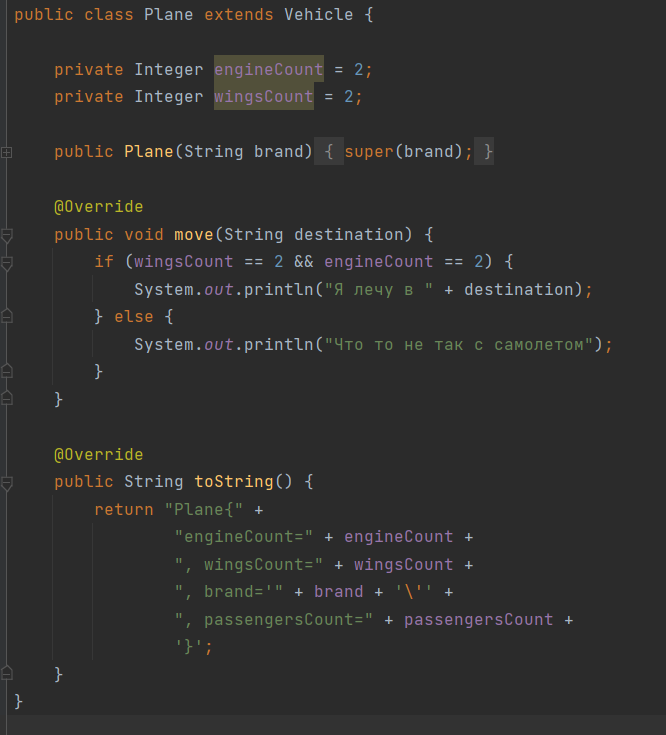 public class Plane extends Vehicle {
private Integer engineCount = 2;
private Integer wingsCount = 2;
public Plane(String brand) { super(brand); }
@Override
public void move(String destination) {
if (wingsCount == 2 && engineCount == 2) {
System.out.println("Я лечу в " + destination);
} else {
System.out.println("Что то не так с самолетом");
}
}
@Override
public String toString() {
return "Plane{" +
"engineCount=" + engineCount +
", wingsCount=" + wingsCount +
", brand='" + brand + '\'' +
", passengersCount=" + passengersCount +
'}';
}
}